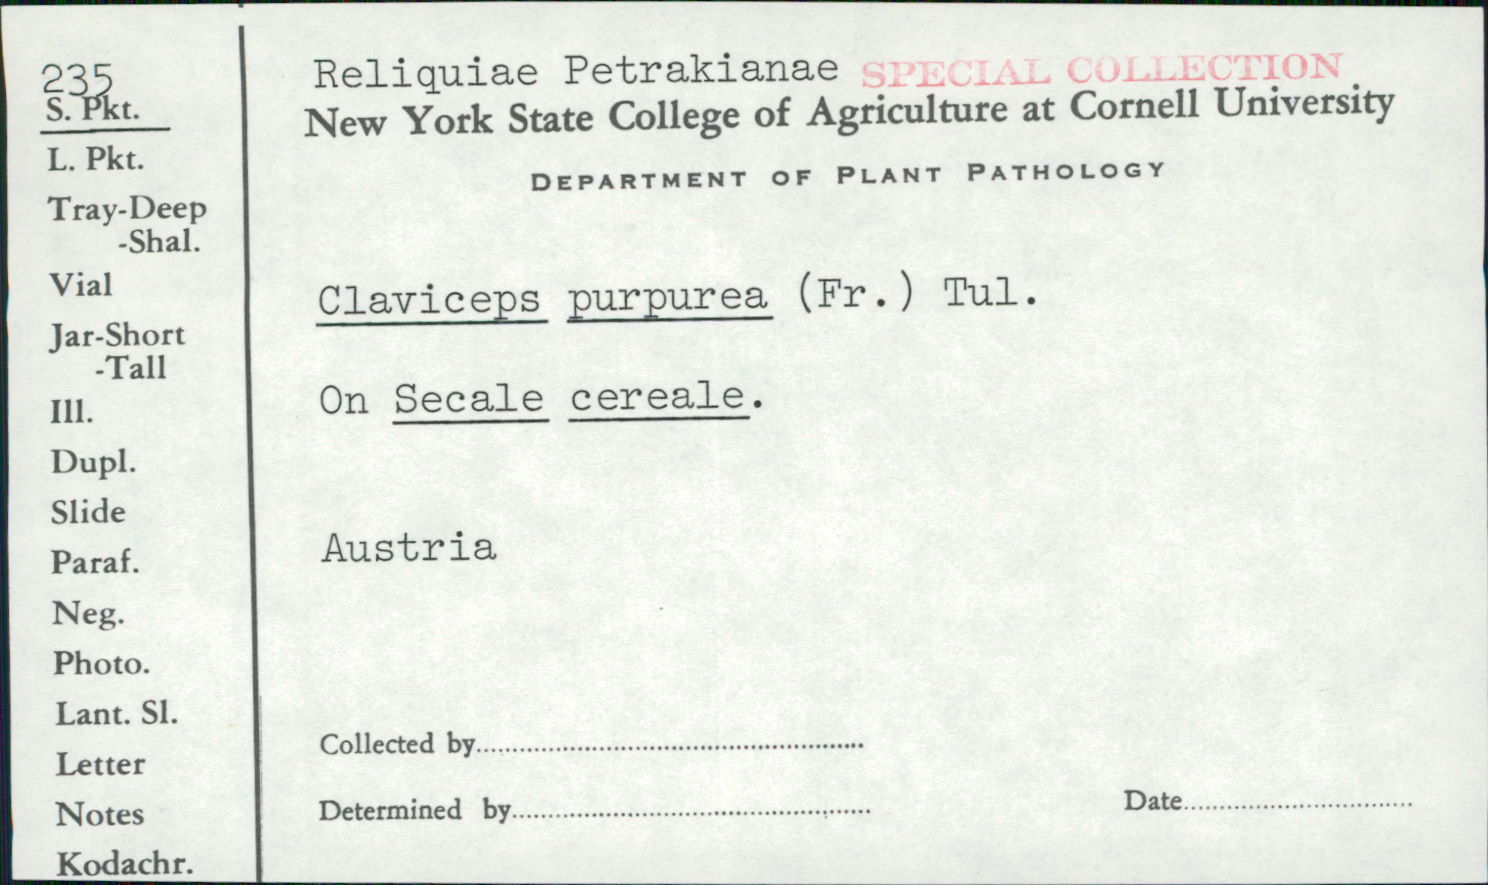 235
S. Pkt.
L. Pkt.
Tray-Deep
-Shal.
Vial
Jar-Short
-Tall
Ill.
Dupl.
Slide
Paraf.
Neg.
Photo.
Lant. Sl.
Letter
Notes
Kodachr.
Reliquiae Petrakianae SPECIAL COLLECTION
New York State College of Agriculture at Cornell University
DEPARTMENT OF PLANT PATHOLOGY
Claviceps purpurea (Fr.) Tul.
On Secale cereale.
Austria
Collected by
Determined by
Date